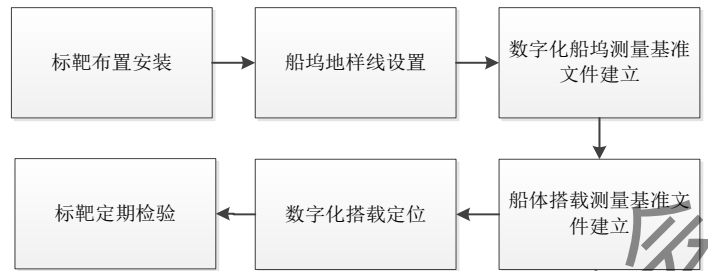 标靶布置安装
船坞地样线设置
数字化船坞测量基准
文件建立
船体搭载测量基准文
件建立
数字化搭载定位
标靶定期检验